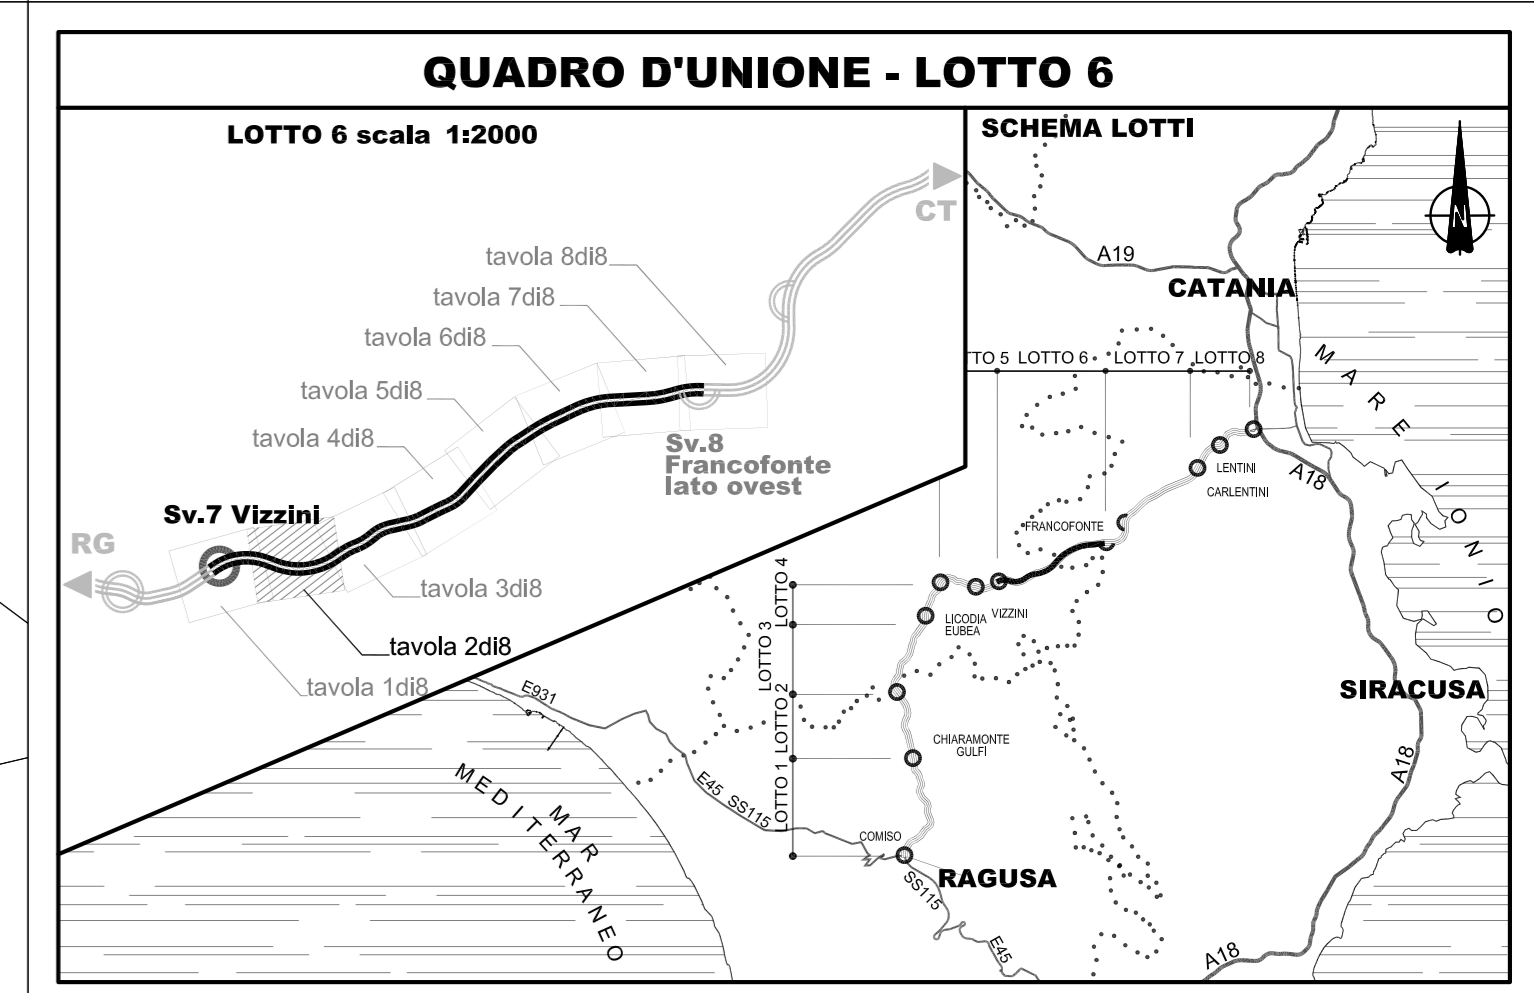 QUADRO D'UNIONE - LOTTO 6
LOTTO 6 scala 1:2000
CT
tavola 8di8
tavola 7di8
tavola 6di8
tavola 5di8
tavola 4di8
Sv.8
Francofonte
lato ovest
Sv.7 Vizzini
RG
tavola 3di8
tavola 2di8
tavola 1di8
SCHEMA LOTTI
N
A19
CATANIA
TTO 5 LOTTO 6 LOTTO 7 LOTTO 8
MARE
IONIO
LENTINI
CARLENTINI
A18
FRANCOFONTE
VIZZINI
LICODIA
EUBEA
LOTTO 4
LOTTO 3
LOTTO 2
LOTTO 1
SIRACUSA
CHIARAMONTE
GULFI
E931
E45 SS115
COMISO
RAGUSA
SS115
E45
A18
A18
MAR
MEDITERRANEO